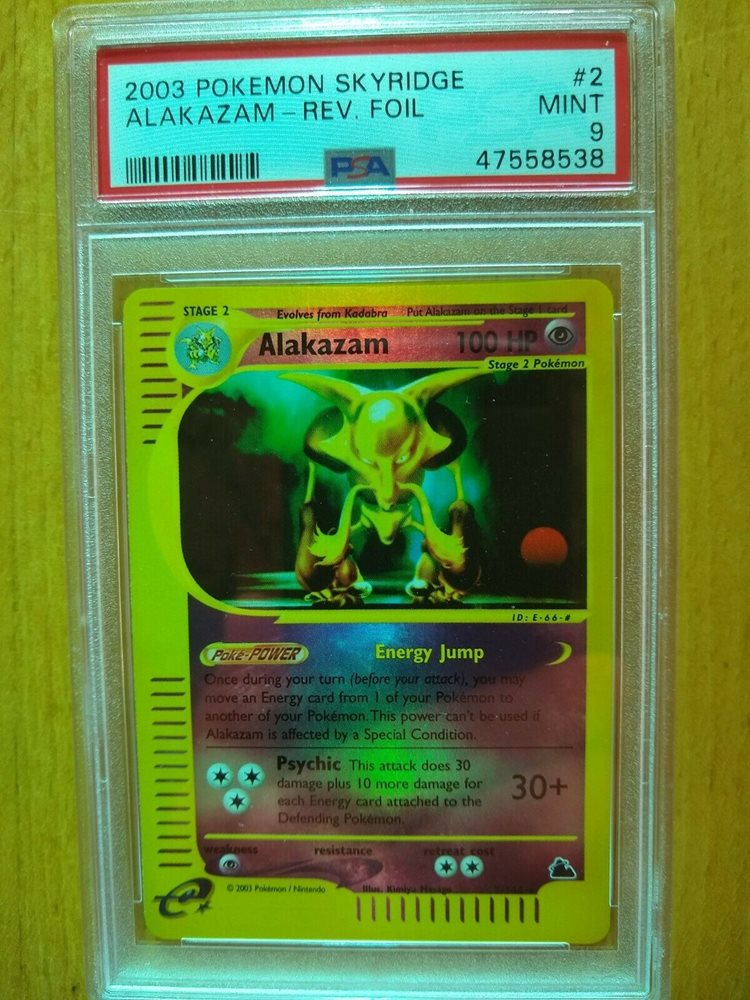 2003 POKEMON SKYRIDGE #2
ALAKAZAM – REV. FOIL MINT
9
PSA 47558538
STAGE 2 Evolves from Kadabra Put Alakazam on the Stage 1 card
Alakazam 100 HP
Stage 2 Pokémon
ID: E-66-#
Poké-POWER Energy Jump
Once during your turn (before your attack), you may
move an Energy card from 1 of your Pokémon to
another of your Pokémon. This power can't be used if
Alakazam is affected by a Special Condition.
Psychic This attack does 30
damage plus 10 more damage for
each Energy card attached to the
Defending Pokémon.
30+
weakness resistance retreat cost
e
© 2003 Pokémon / Nintendo Illus. Kimiya Masago